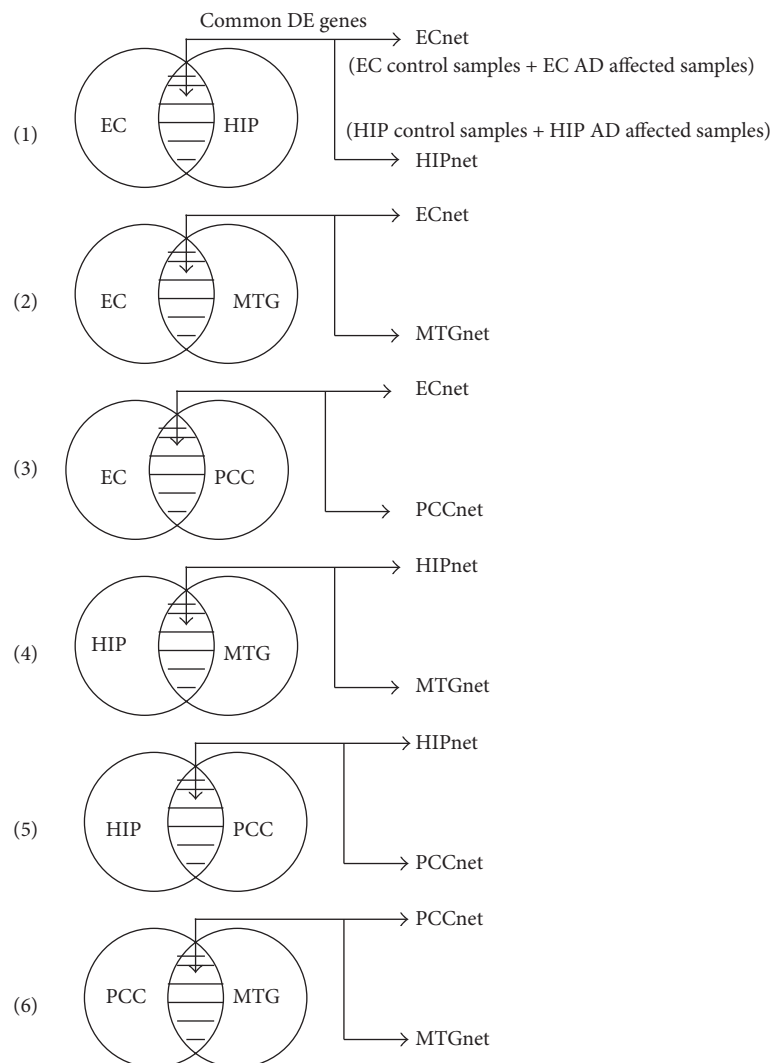 Common DE genes
ECnet
(EC control samples + EC AD affected samples)
(1)
EC
HIP
(HIP control samples + HIP AD affected samples)
HIPnet
ECnet
(2)
EC
MTG
MTGnet
ECnet
(3)
EC
PCC
PCCnet
HIPnet
(4)
HIP
MTG
MTGnet
HIPnet
(5)
HIP
PCC
PCCnet
PCCnet
(6)
PCC
MTG
MTGnet